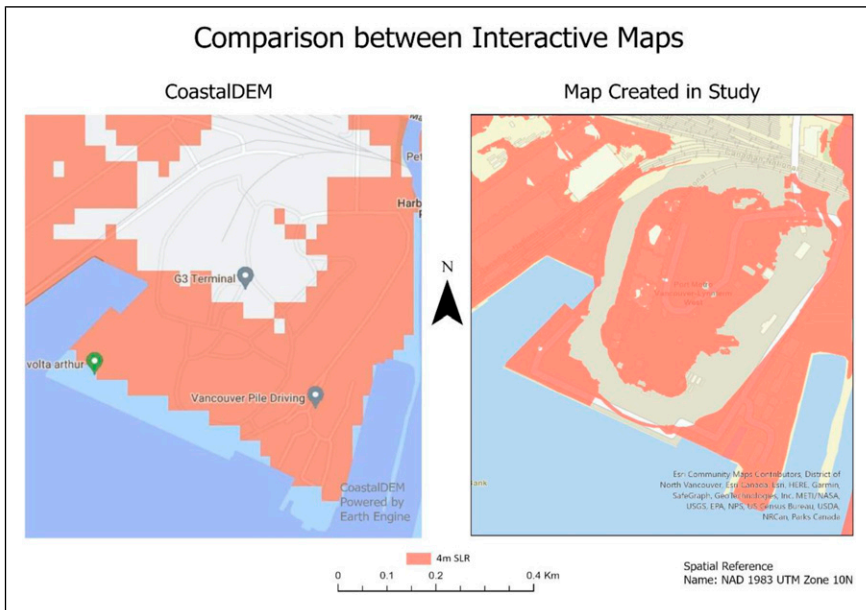 Comparison between Interactive Maps
CoastalDEM
Map Created in Study
Pet
Harb
G3 Terminal
N
volta arthur
Vancouver Pile Driving
CoastalDEM
Powered by
Earth Engine
Esri Community Maps Contributors, District of
North Vancouver, Esri Canada, Esri, HERE, Garmin,
SafeGraph, GeoTechnologies, Inc, METI/NASA,
USGS, EPA, NPS, US Census Bureau, USDA,
NRCan, Parks Canada
4m SLR
0 0.1 0.2 0.4 Km
Spatial Reference
Name: NAD 1983 UTM Zone 10N